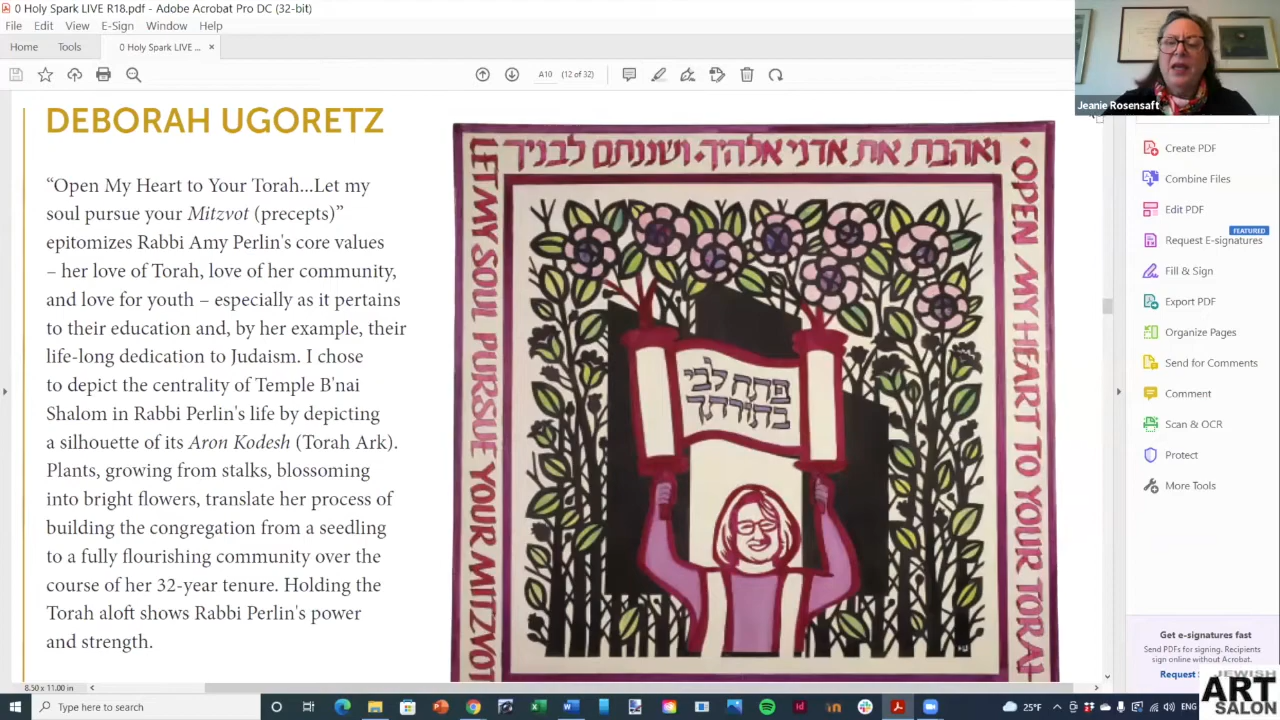 0 Holy Spark LIVE R18.pdf - Adobe Acrobat Pro DC (32-bit)
File Edit View E-Sign Window Help
Home Tools 0 Holy Spark LIVE ... ×
A10 (12 of 32)
Jeanie Rosensaft
DEBORAH UGORETZ
“Open My Heart to Your Torah...Let my
soul pursue your Mitzvot (precepts)”
epitomizes Rabbi Amy Perlin's core values
– her love of Torah, love of her community,
and love for youth – especially as it pertains
to their education and, by her example, their
life-long dedication to Judaism. I chose
to depict the centrality of Temple B'nai
Shalom in Rabbi Perlin's life by depicting
a silhouette of its Aron Kodesh (Torah Ark).
Plants, growing from stalks, blossoming
into bright flowers, translate her process of
building the congregation from a seedling
to a fully flourishing community over the
course of her 32-year tenure. Holding the
Torah aloft shows Rabbi Perlin's power
and strength.
ואהבת את אדני אלהיך· ושננתם לבניך
· OPEN MY HEART TO YOUR TORAH
LET MY SOUL PURSUE YOUR MITZVOT
פתח לבי
בתורתך
Create PDF
Combine Files
Edit PDF
FEATURED
Request E-signatures
Fill & Sign
Export PDF
Organize Pages
Send for Comments
Comment
Scan & OCR
Protect
More Tools
Get e-signatures fast
Send PDFs for signing. Recipients
sign online without Acrobat.
Request
8.50 x 11.00 in
Type here to search
25°F
ENG
JEWISH
ART
SALON